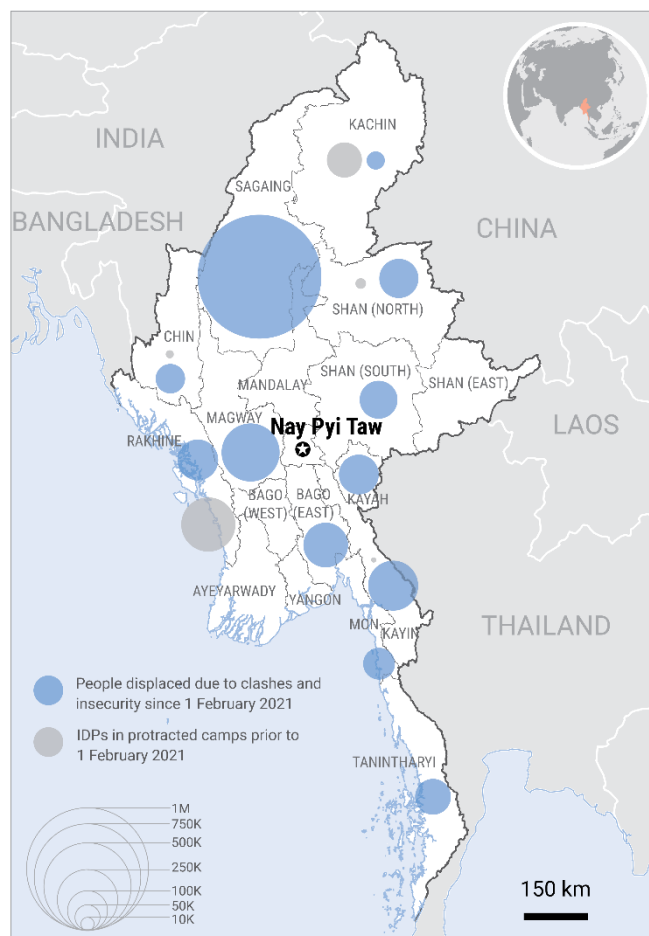 KACHIN
INDIA
SAGAING
BANGLADESH
CHINA
SHAN (NORTH)
CHIN
SHAN (SOUTH)
MANDALAY
SHAN (EAST)
MAGWAY
Nay Pyi Taw
LAOS
RAKHINE
BAGO
(WEST)
BAGO
(EAST)
KAYAH
AYEYARWADY
YANGON
MON
KAYIN
THAILAND
People displaced due to clashes and
insecurity since 1 February 2021
IDPs in protracted camps prior to
1 February 2021
TANINTHARYI
1M
750K
500K
250K
100K
50K
10K
150 km